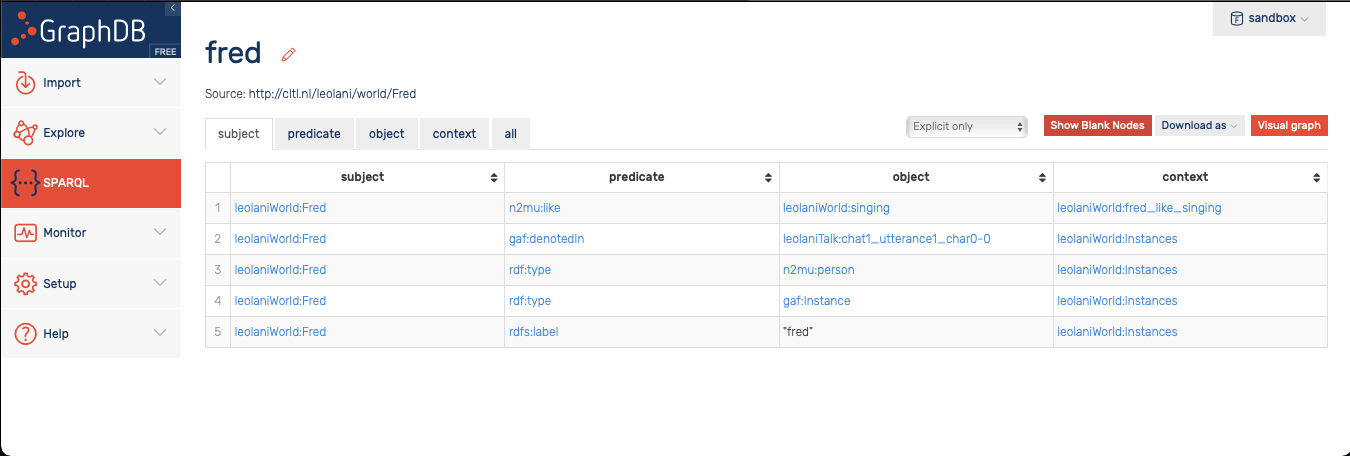 GraphDB
FREE
sandbox
fred
Source: http://cltl.nl/leolani/world/Fred
Import
Explore
SPARQL
Monitor
Setup
Help
subject predicate object context all
Explicit only Show Blank Nodes Download as Visual graph
subject predicate object context
1 leolaniWorld:Fred n2mu:like leolaniWorld:singing leolaniWorld:fred_like_singing
2 leolaniWorld:Fred gaf:denotedIn leolaniTalk:chat1_utterance1_char0-0 leolaniWorld:Instances
3 leolaniWorld:Fred rdf:type n2mu:person leolaniWorld:Instances
4 leolaniWorld:Fred rdf:type gaf:Instance leolaniWorld:Instances
5 leolaniWorld:Fred rdfs:label "fred" leolaniWorld:Instances